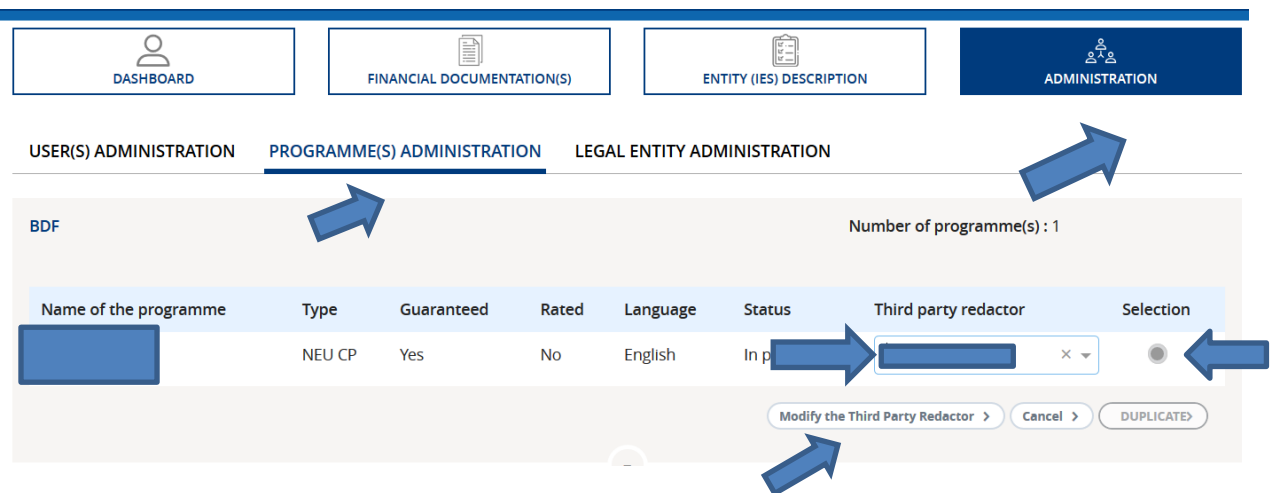 DASHBOARD FINANCIAL DOCUMENTATION(S) ENTITY (IES) DESCRIPTION ADMINISTRATION
USER(S) ADMINISTRATION PROGRAMME(S) ADMINISTRATION LEGAL ENTITY ADMINISTRATION
BDF Number of programme(s) : 1
Name of the programme Type Guaranteed Rated Language Status Third party redactor Selection
NEU CP Yes No English In
Modify the Third Party Redactor > Cancel > DUPLICATE>